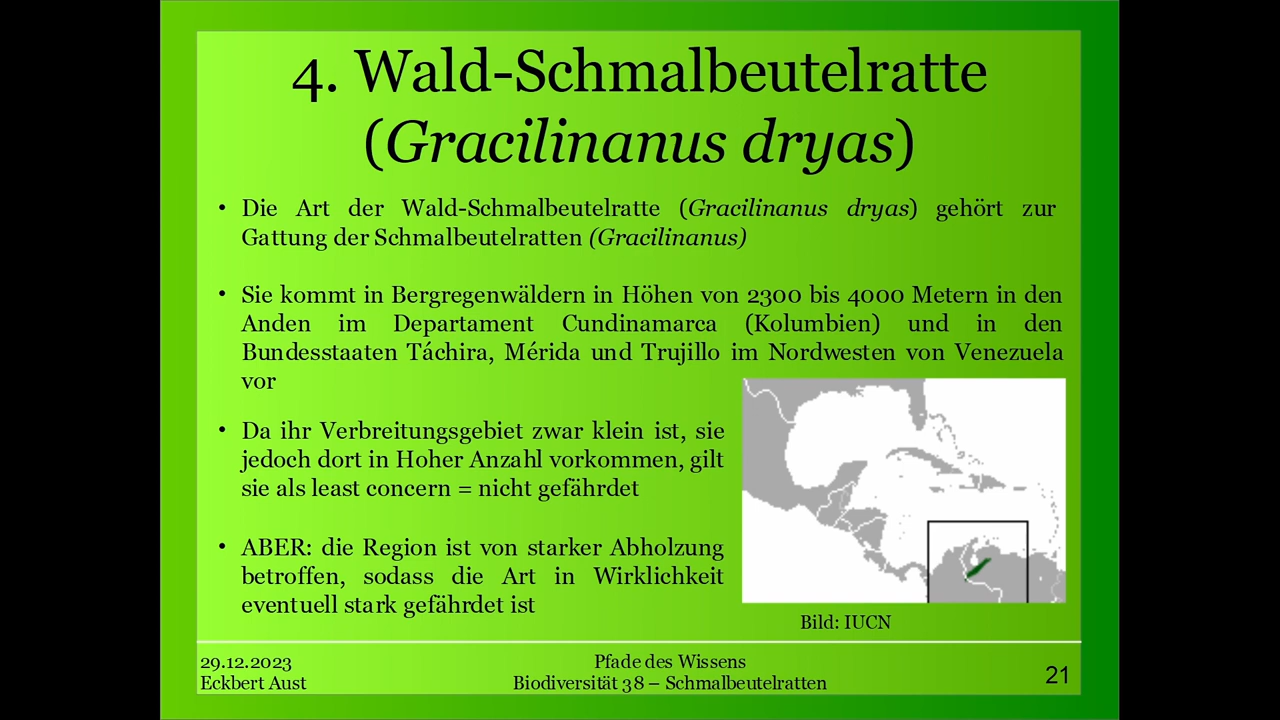 4. Wald-Schmalbeutelratte
(Gracilinanus dryas)
• Die Art der Wald-Schmalbeutelratte (Gracilinanus dryas) gehört zur
Gattung der Schmalbeutelratten (Gracilinanus)
• Sie kommt in Bergregenwäldern in Höhen von 2300 bis 4000 Metern in den
Anden im Departament Cundinamarca (Kolumbien) und in den
Bundesstaaten Táchira, Mérida und Trujillo im Nordwesten von Venezuela
vor
• Da ihr Verbreitungsgebiet zwar klein ist, sie
jedoch dort in Hoher Anzahl vorkommen, gilt
sie als least concern = nicht gefährdet
• ABER: die Region ist von starker Abholzung
betroffen, sodass die Art in Wirklichkeit
eventuell stark gefährdet ist
Bild: IUCN
29.12.2023
Eckbert Aust
Pfade des Wissens
Biodiversität 38 – Schmalbeutelratten
21